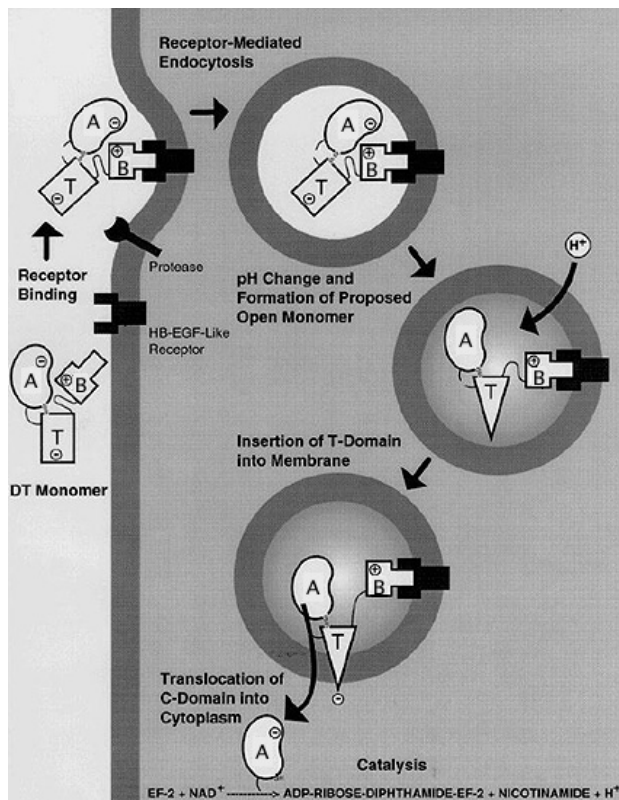 Receptor-Mediated
Endocytosis
A
T
B
A
T
B
Receptor
Binding
Protease
HB-EGF-Like
Receptor
pH Change and
Formation of Proposed
Open Monomer
H+
A
B
T
A
B
T
DT Monomer
Insertion of T-Domain
into Membrane
A
B
T
Translocation of
C-Domain into
Cytoplasm
A
Catalysis
EF-2 + NAD+ ADP-RIBOSE-DIPHTHAMIDE-EF-2 + NICOTINAMIDE + H+